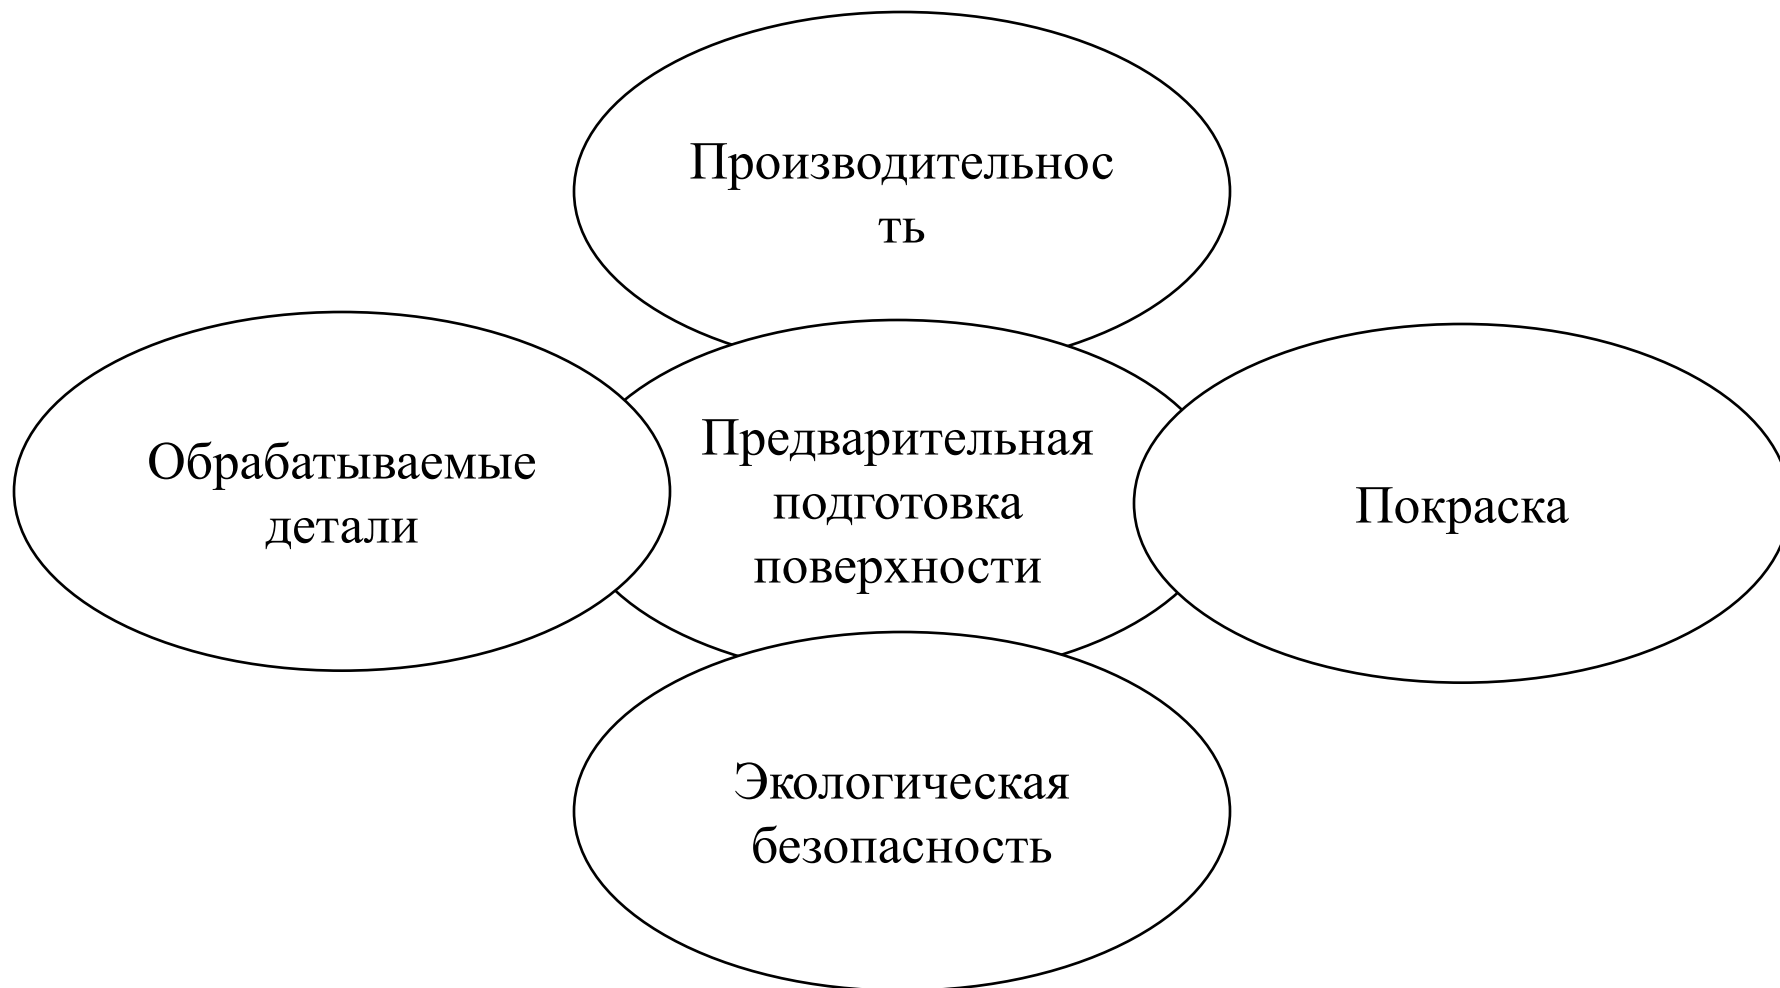 Производительнос
ть
Обрабатываемые
детали
Предварительная
подготовка
поверхности
Покраска
Экологическая
безопасность